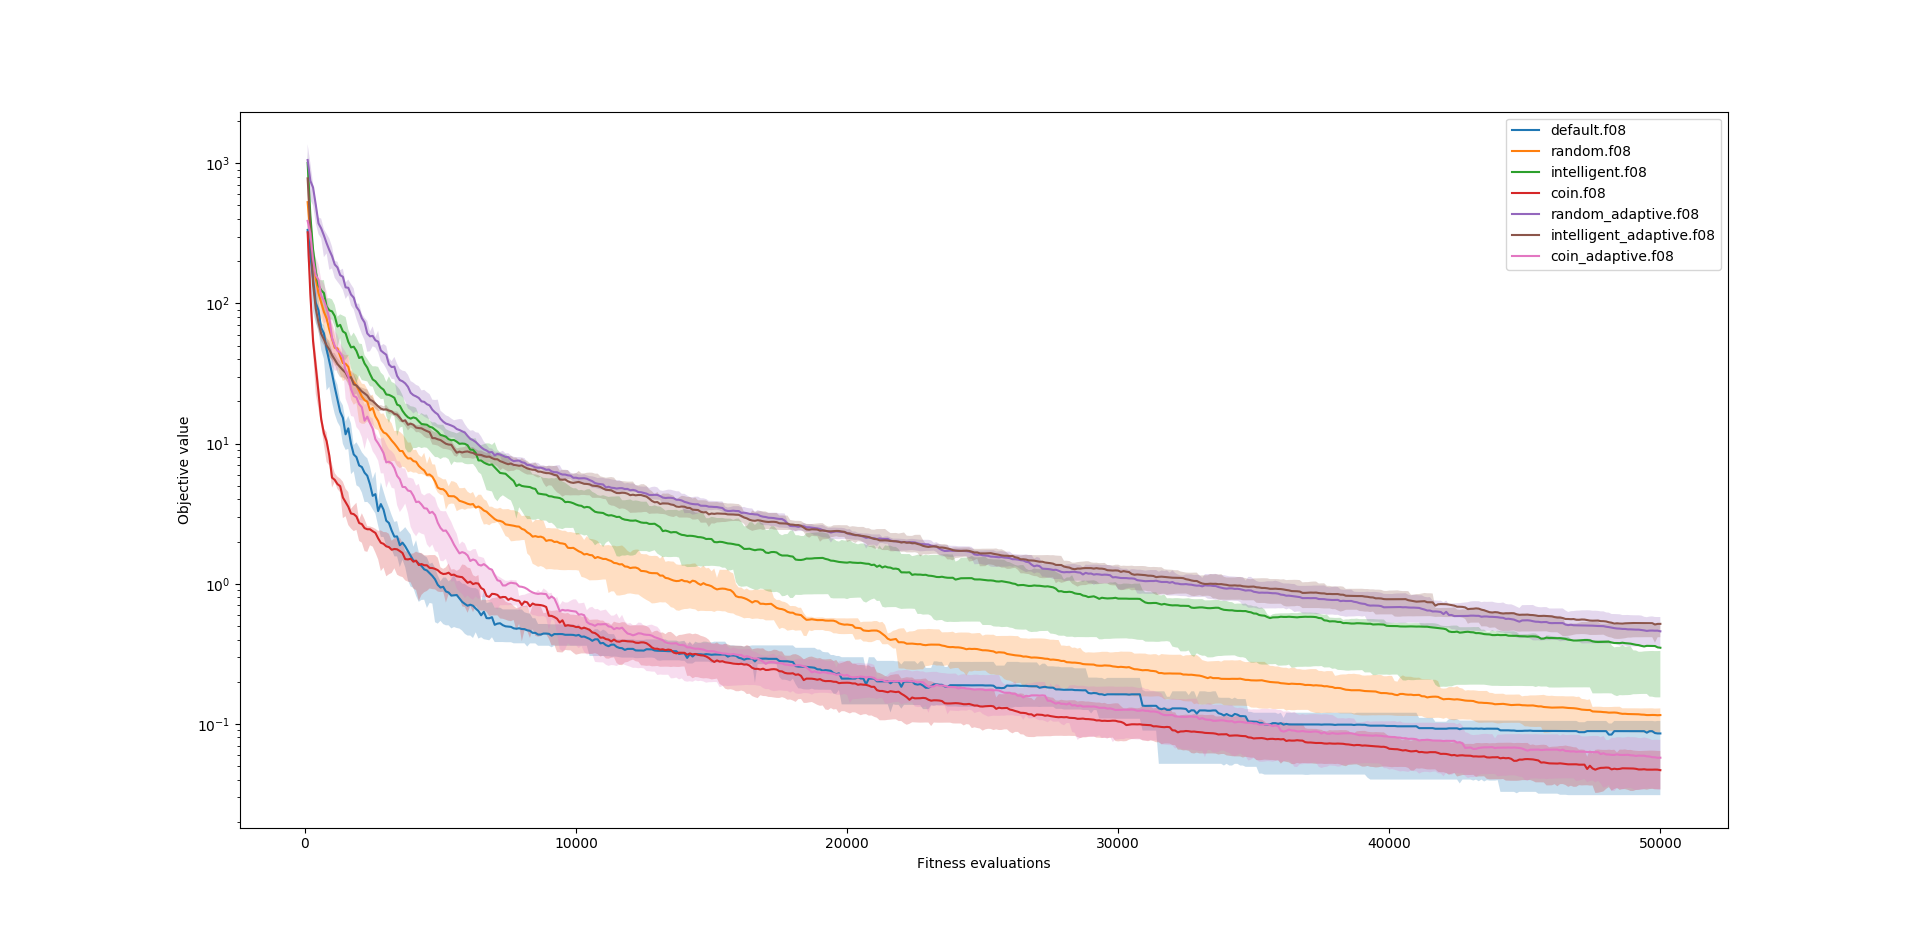 default.f08
random.f08
intelligent.f08
coin.f08
random_adaptive.f08
intelligent_adaptive.f08
coin_adaptive.f08
Objective value
10³
10²
10¹
10⁰
10⁻¹
0 10000 20000 30000 40000 50000
Fitness evaluations